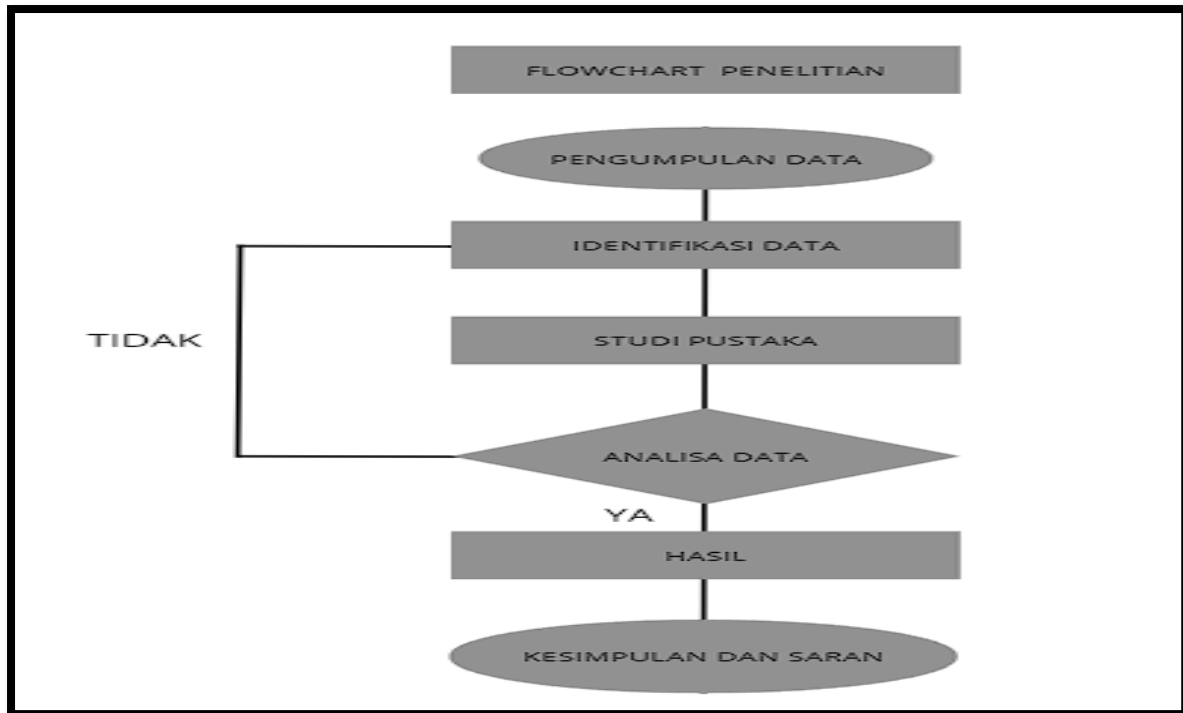 FLOWCHART PENELITIAN
PENGUMPULAN DATA
IDENTIFIKASI DATA
TIDAK
STUDI PUSTAKA
ANALISA DATA
YA
HASIL
KESIMPULAN DAN SARAN